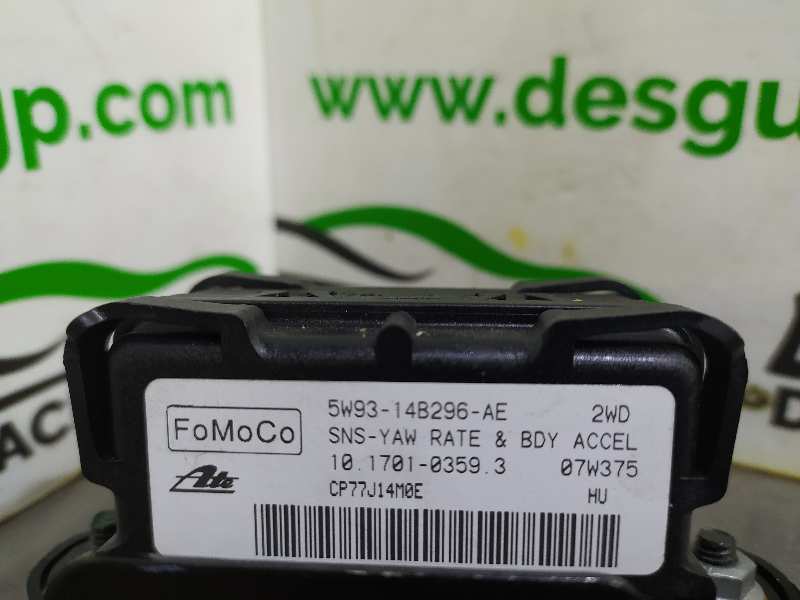 gjp.com
www.desgu
FoMoCo
5W93-14B296-AE 2WD
SNS-YAW RATE & BDY ACCEL
10.1701-0359.3 07W375
Ate
CP77J14M0E HU